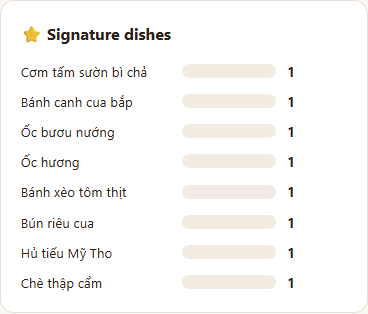 Signature dishes
Cơm tấm sườn bì chả 1
Bánh canh cua bắp 1
Ốc bươu nướng 1
Ốc hương 1
Bánh xèo tôm thịt 1
Bún riêu cua 1
Hủ tiếu Mỹ Tho 1
Chè thập cẩm 1